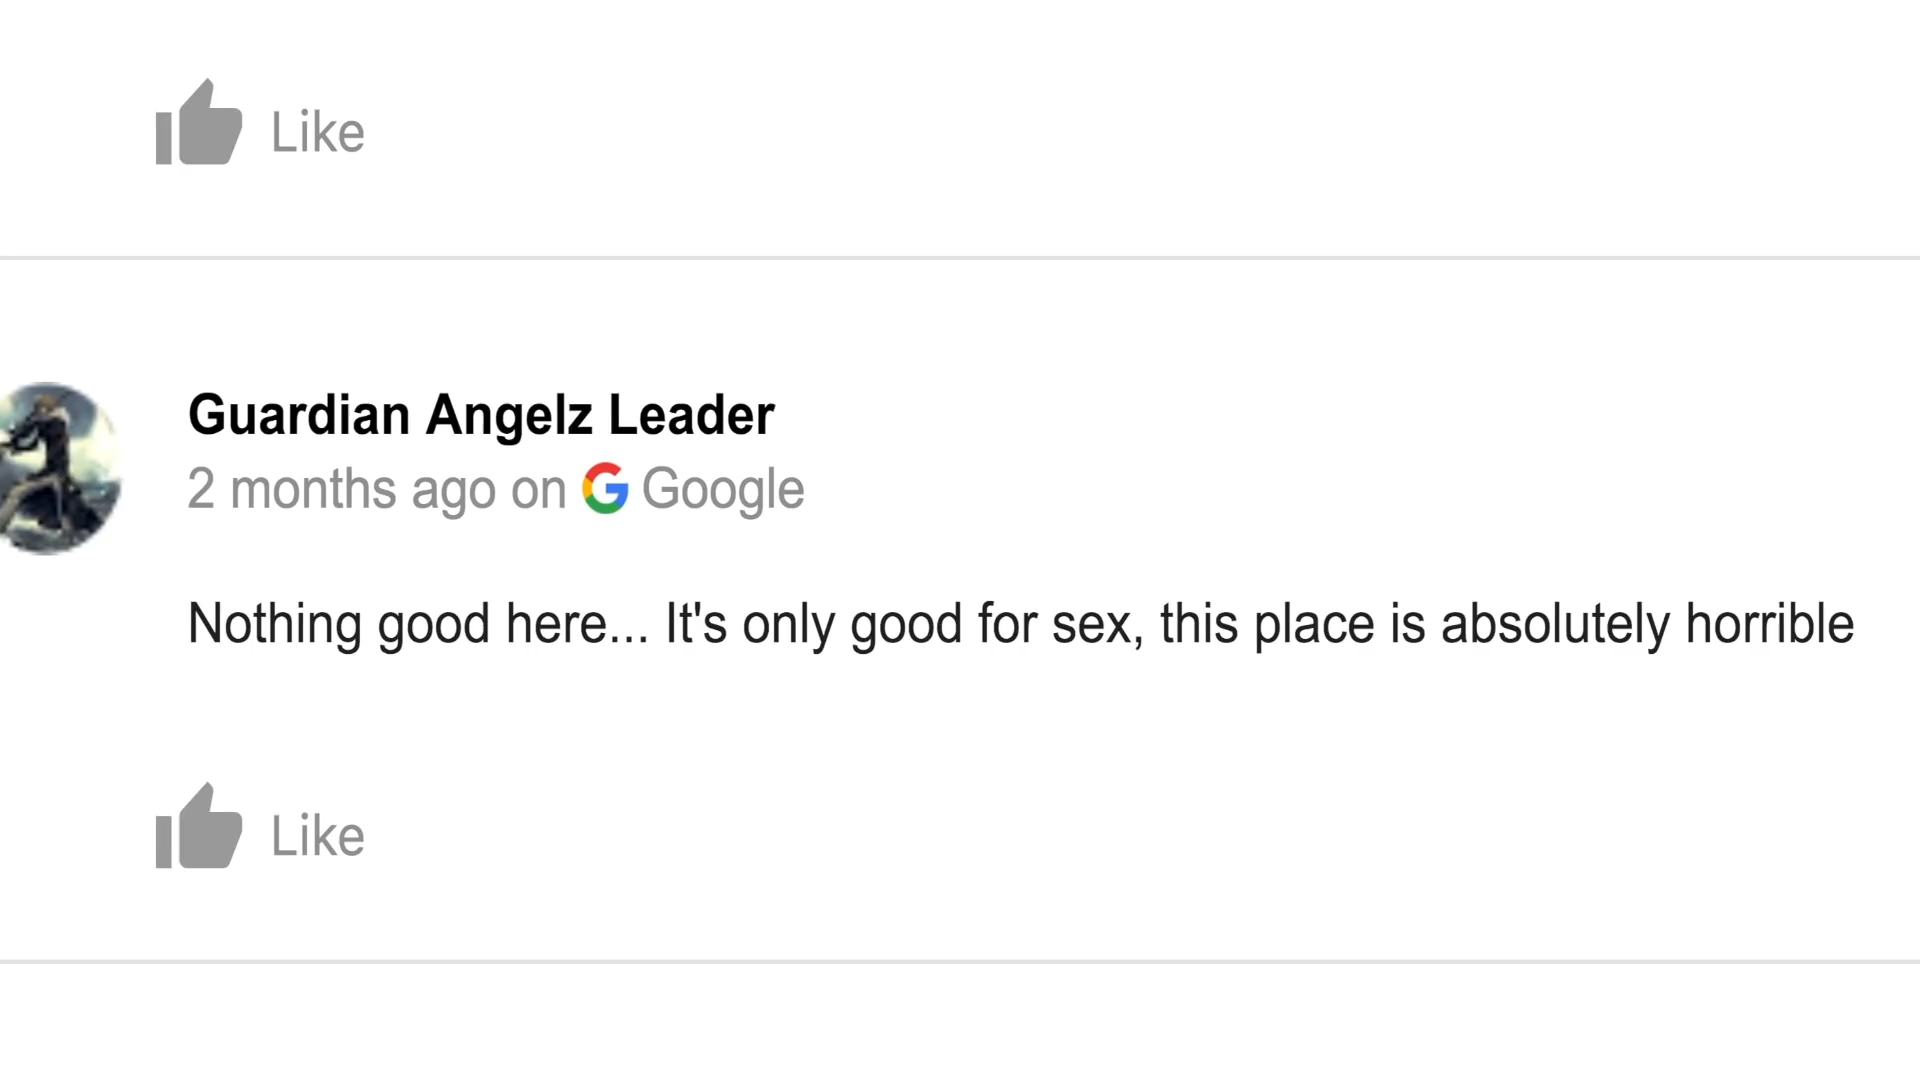 Like
Guardian Angelz Leader
2 months ago on Google
Nothing good here... It's only good for sex, this place is absolutely horrible
Like